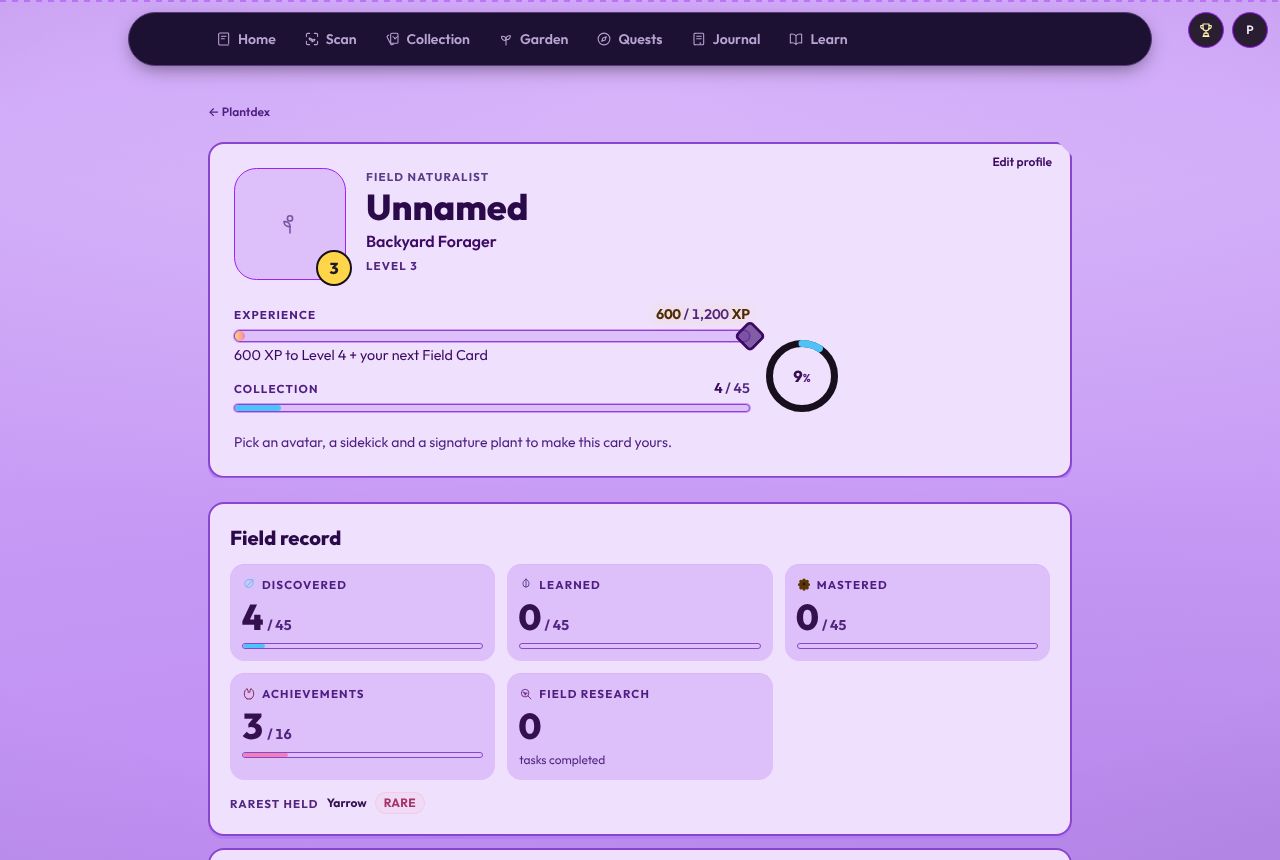 Home Scan Collection Garden Quests Journal Learn
P
← Plantdex
Edit profile
FIELD NATURALIST
Unnamed
Backyard Forager
3
LEVEL 3
EXPERIENCE 600 / 1,200 XP
600 XP to Level 4 + your next Field Card
9%
COLLECTION 4 / 45
Pick an avatar, a sidekick and a signature plant to make this card yours.
Field record
DISCOVERED
4 / 45
LEARNED
0 / 45
MASTERED
0 / 45
ACHIEVEMENTS
3 / 16
FIELD RESEARCH
0
tasks completed
RAREST HELD Yarrow RARE